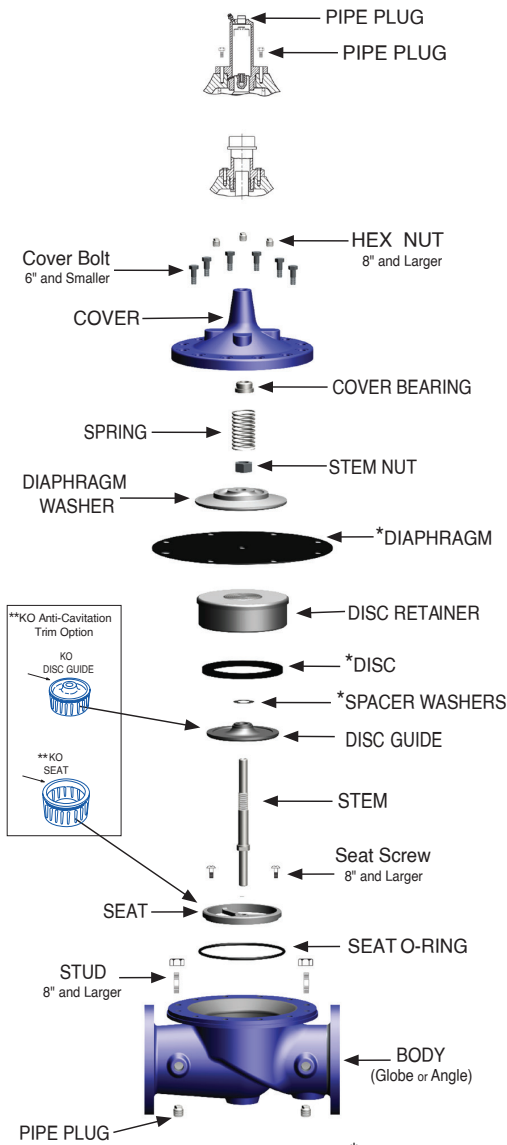 PIPE PLUG
PIPE PLUG
HEX NUT
8" and Larger
Cover Bolt
6" and Smaller
COVER
COVER BEARING
SPRING
STEM NUT
DIAPHRAGM
WASHER
*DIAPHRAGM
DISC RETAINER
**KO Anti-Cavitation
Trim Option
KO
DISC GUIDE
*DISC
*SPACER WASHERS
DISC GUIDE
**KO
SEAT
STEM
Seat Screw
8" and Larger
SEAT
SEAT O-RING
STUD
8" and Larger
BODY
(Globe or Angle)
PIPE PLUG
*